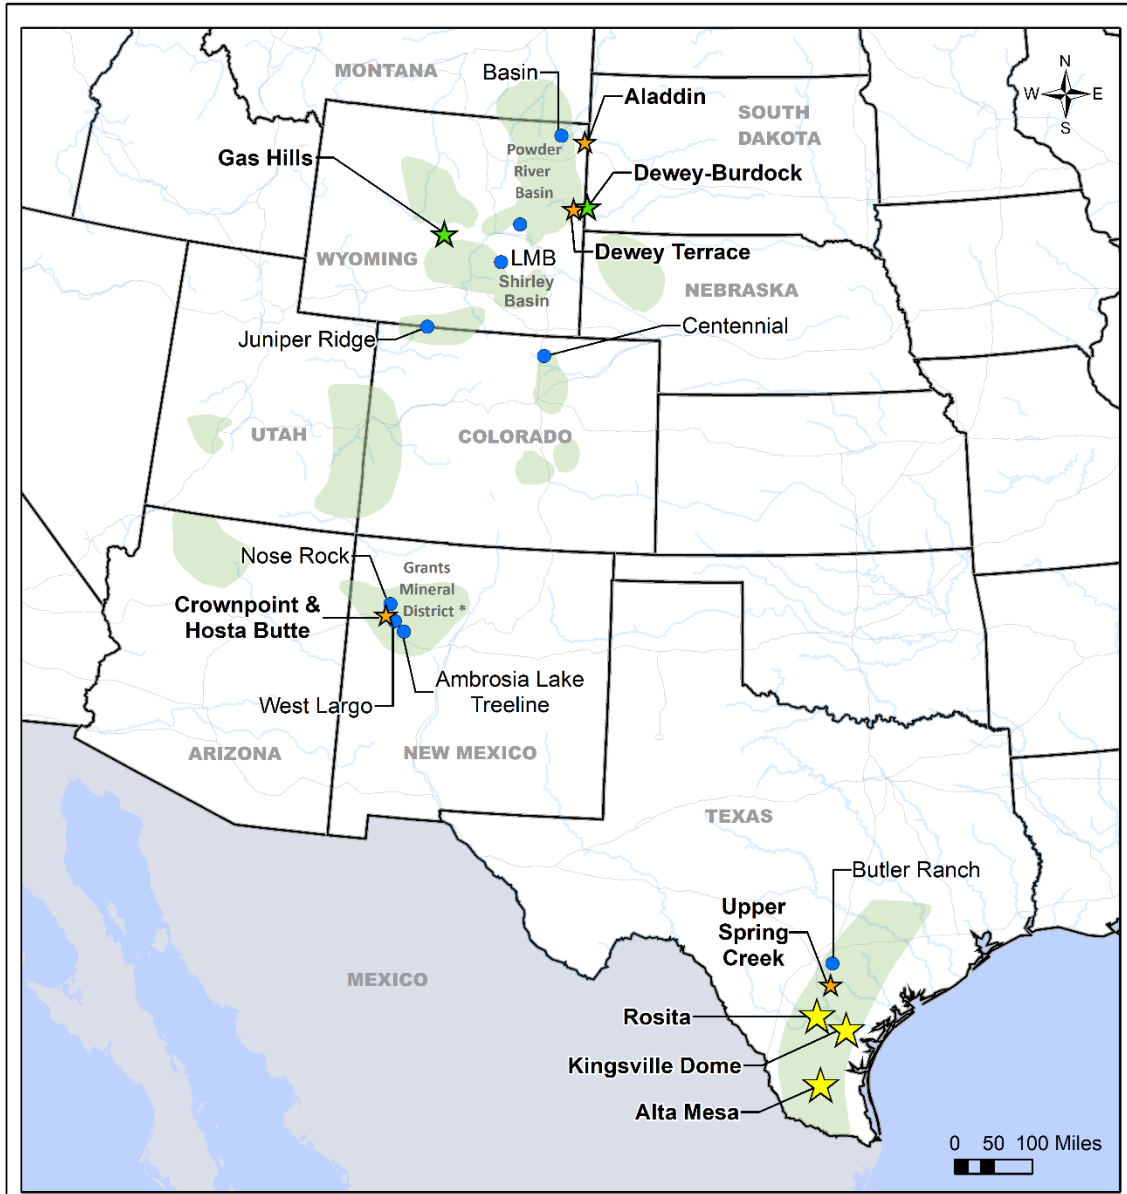 MONTANA
Basin
N
W E
S
Aladdin
SOUTH
DAKOTA
Gas Hills
Powder
River
Basin
Dewey-Burdock
WYOMING
LMB
Dewey Terrace
Shirley
Basin
NEBRASKA
Juniper Ridge
Centennial
UTAH
COLORADO
Nose Rock
Grants
Mineral
District *
Crownpoint &
Hosta Butte
West Largo
Ambrosia Lake
Treeline
ARIZONA
NEW MEXICO
TEXAS
Butler Ranch
Upper
Spring
Creek
MEXICO
Rosita
Kingsville Dome
Alta Mesa
0 50 100 Miles